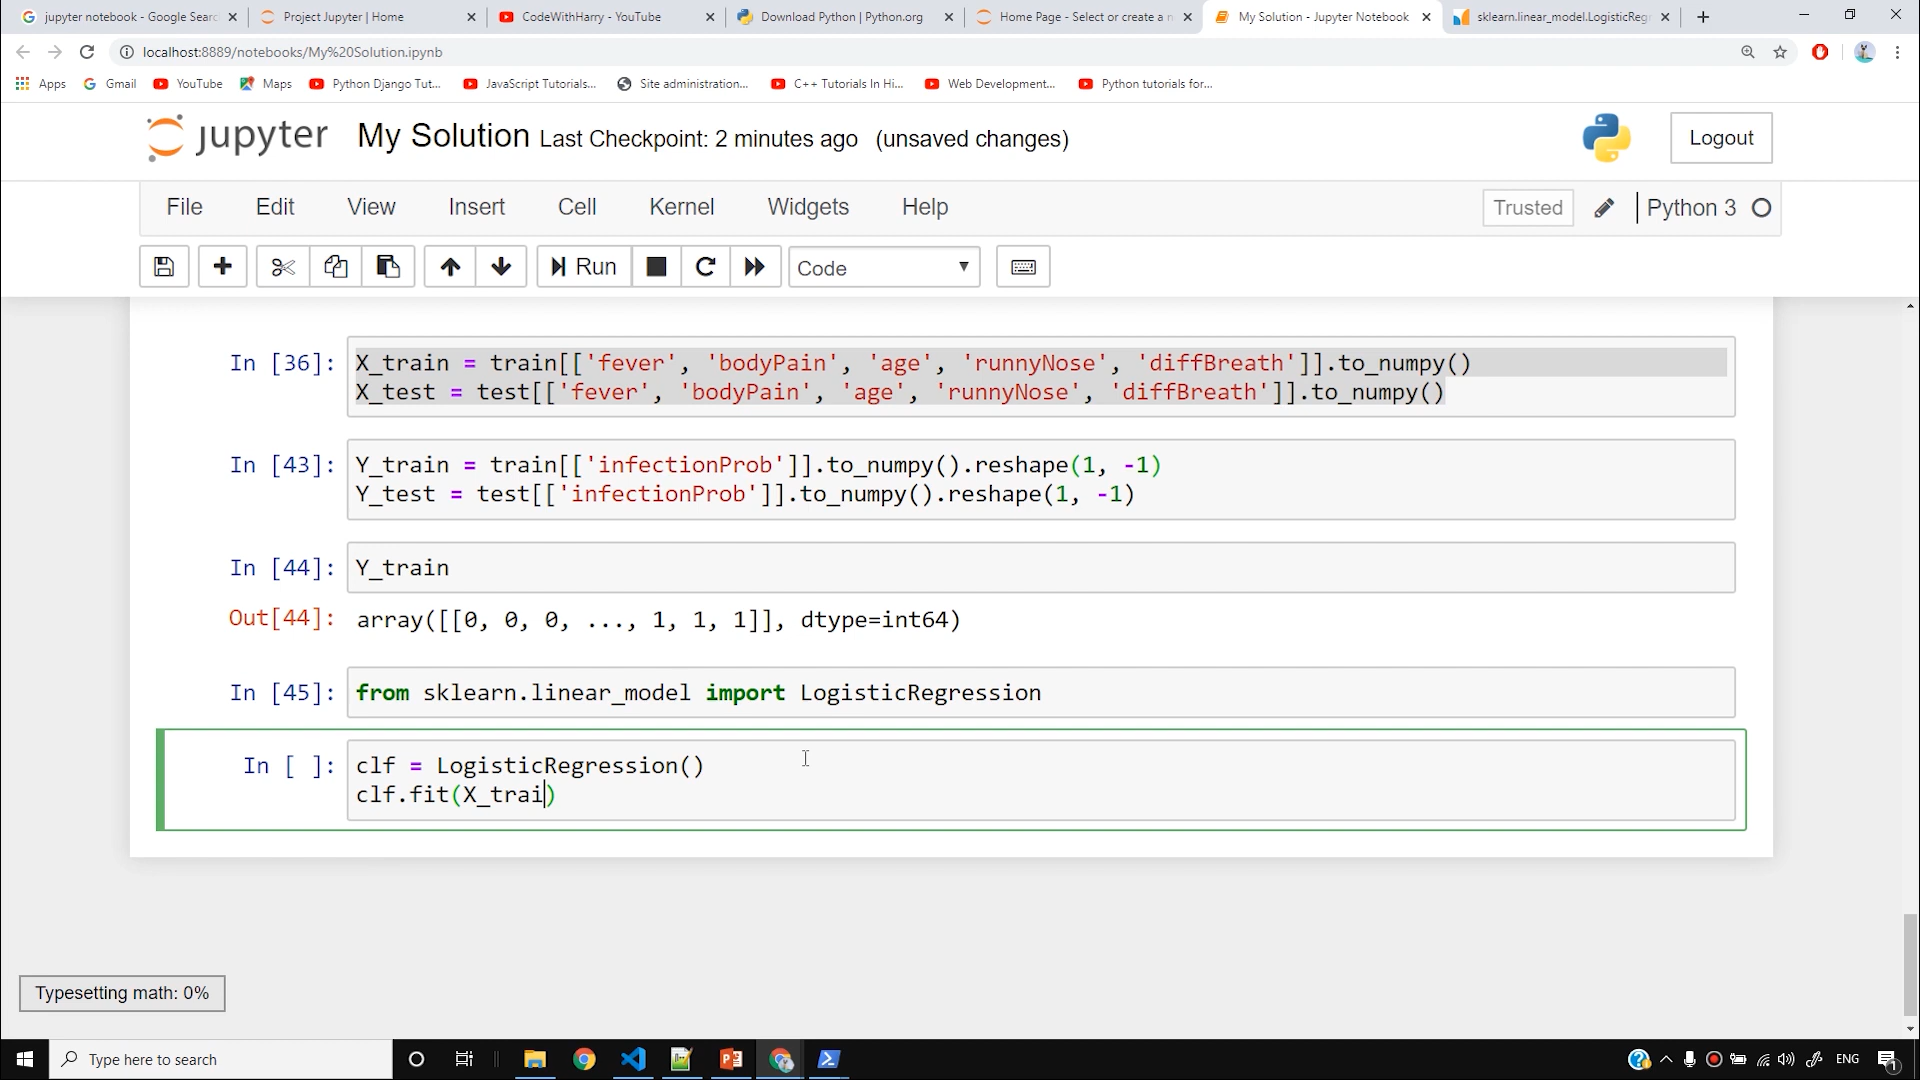 jupyter notebook - Google Searc
Project Jupyter | Home
CodeWithHarry - YouTube
Download Python | Python.org
Home Page - Select or create a n
My Solution - Jupyter Notebook
sklearn.linear_model.LogisticReg
localhost:8889/notebooks/My%20Solution.ipynb
Apps
Gmail
YouTube
Maps
Python Django Tut...
JavaScript Tutorials...
Site administration...
C++ Tutorials In Hi...
Web Development...
Python tutorials for...
jupyter My Solution Last Checkpoint: 2 minutes ago (unsaved changes)
Logout
File Edit View Insert Cell Kernel Widgets Help
Trusted
Python 3
Run
Code
In [36]: X_train = train[['fever', 'bodyPain', 'age', 'runnyNose', 'diffBreath']].to_numpy()
X_test = test[['fever', 'bodyPain', 'age', 'runnyNose', 'diffBreath']].to_numpy()
In [43]: Y_train = train[['infectionProb']].to_numpy().reshape(1, -1)
Y_test = test[['infectionProb']].to_numpy().reshape(1, -1)
In [44]: Y_train
Out[44]: array([[0, 0, 0, ..., 1, 1, 1]], dtype=int64)
In [45]: from sklearn.linear_model import LogisticRegression
In [ ]: clf = LogisticRegression()
clf.fit(X_trai)
Typesetting math: 0%
Type here to search
ENG
1